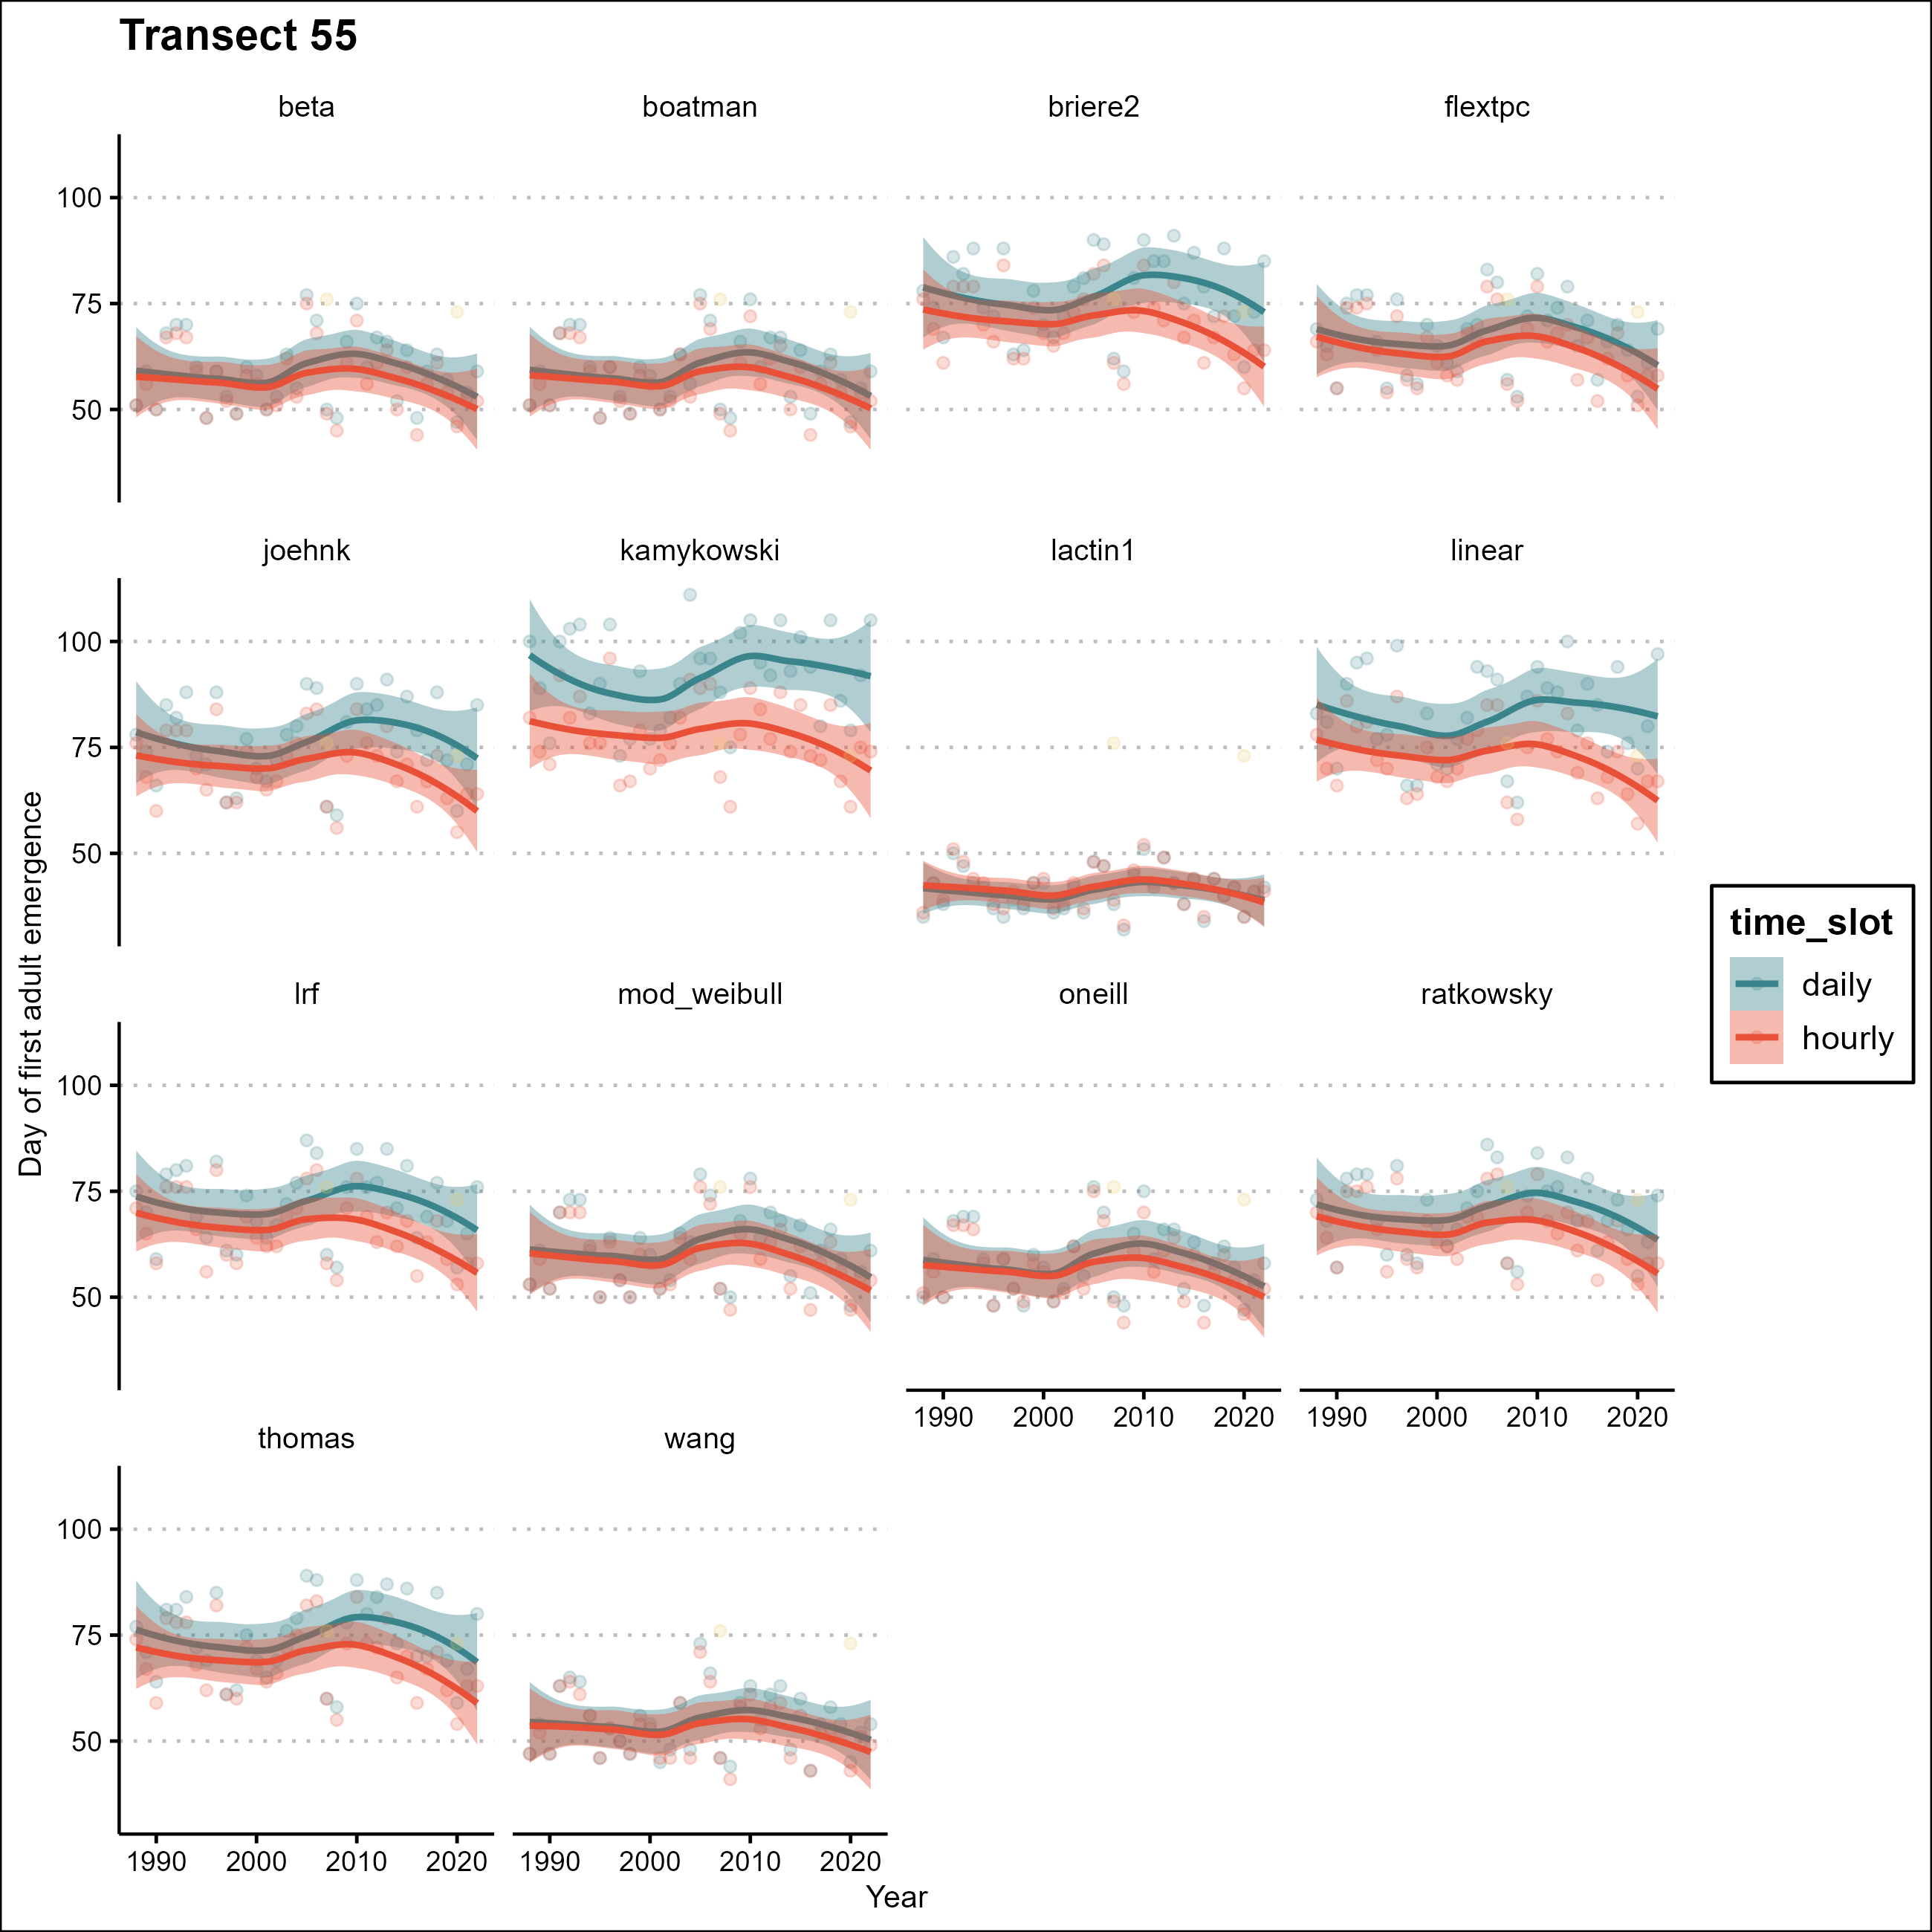 Transect 55
beta boatman briere2 flextpc
100
75
50
joehnk kamykowski lactin1 linear
100
75
50
Day of first adult emergence
time_slot
daily
hourly
lrf mod_weibull oneill ratkowsky
100
75
50
1990 2000 2010 2020 1990 2000 2010 2020
thomas wang
100
75
50
1990 2000 2010 2020 1990 2000 2010 2020
Year